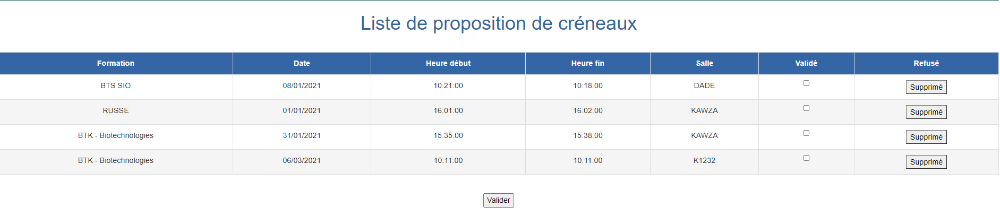 Liste de proposition de créneaux
Formation Date Heure début Heure fin Salle Validé Refusé
BTS SIO 08/01/2021 10:21:00 10:18:00 DADE Supprimé
RUSSE 01/01/2021 16:01:00 16:02:00 KAWZA Supprimé
BTK - Biotechnologies 31/01/2021 15:35:00 15:38:00 KAWZA Supprimé
BTK - Biotechnologies 06/03/2021 10:11:00 10:11:00 K1232 Supprimé
Valider